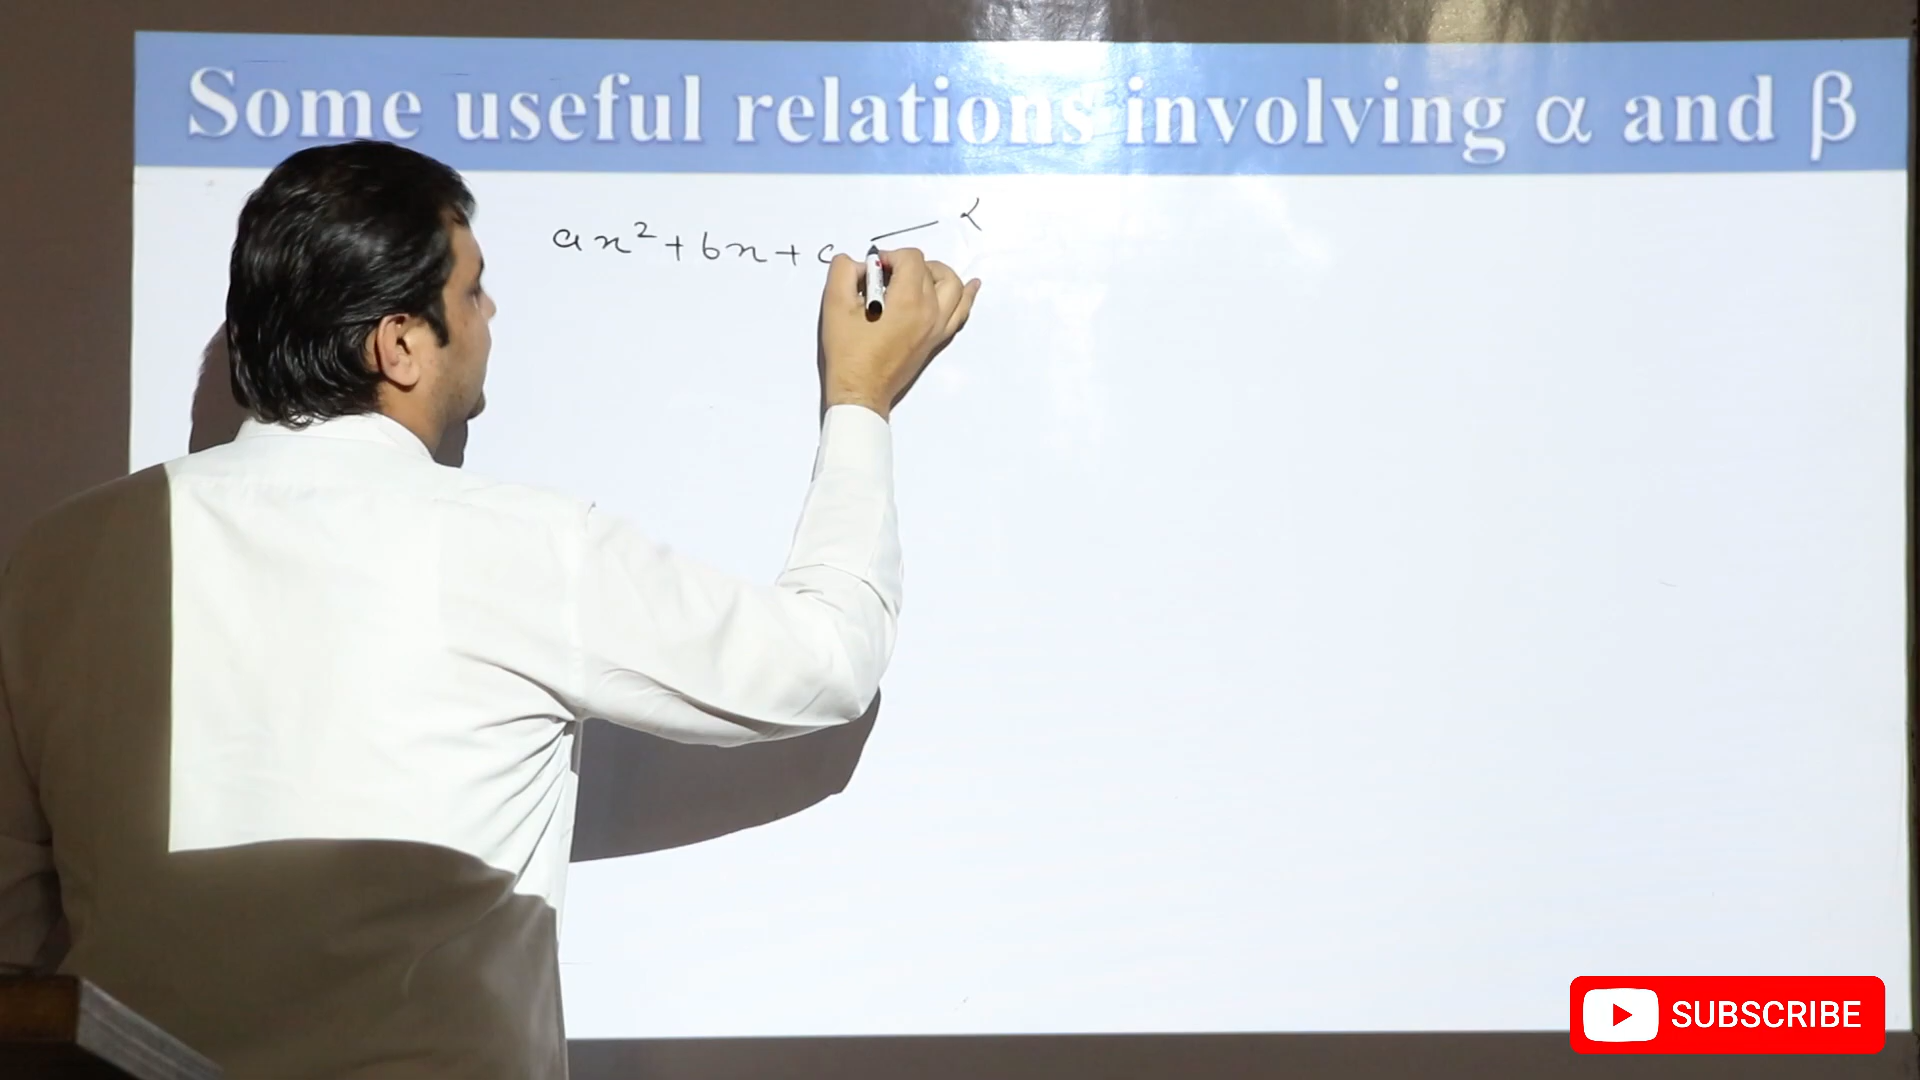 Some useful relations involving α and β
ax² + bx + c α
SUBSCRIBE